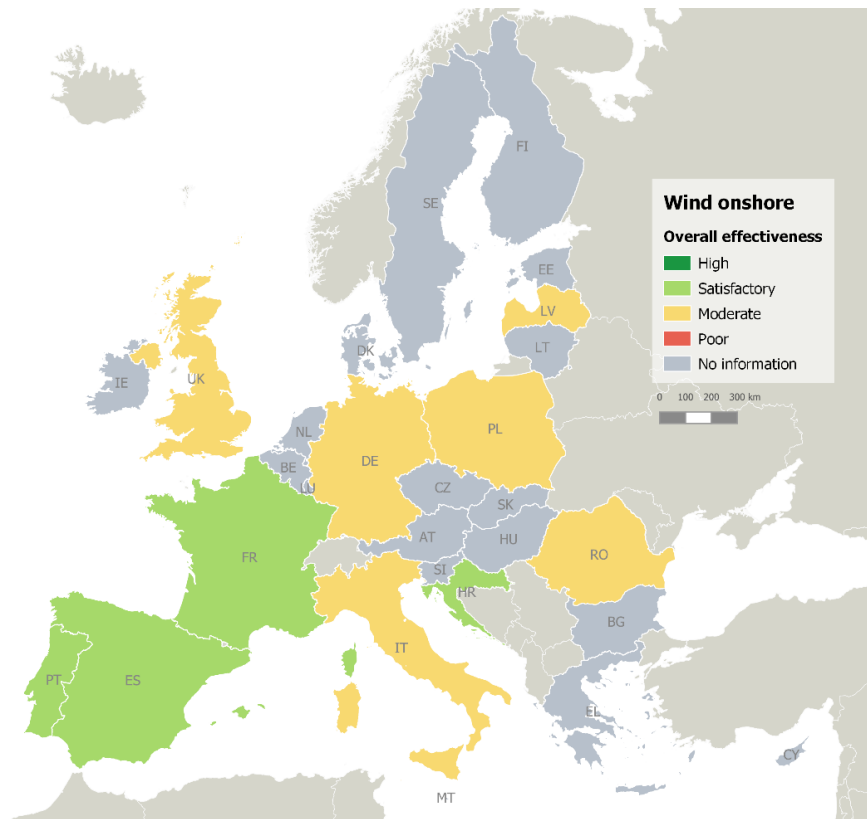 FI
SE
Wind onshore
Overall effectiveness
High
Satisfactory
Moderate
Poor
No information
0 100 200 300 km
EE
LV
LT
DK
IE
UK
NL
BE
LU
DE
PL
CZ
SK
AT
HU
SI
HR
FR
RO
BG
IT
PT
ES
EL
CY
MT